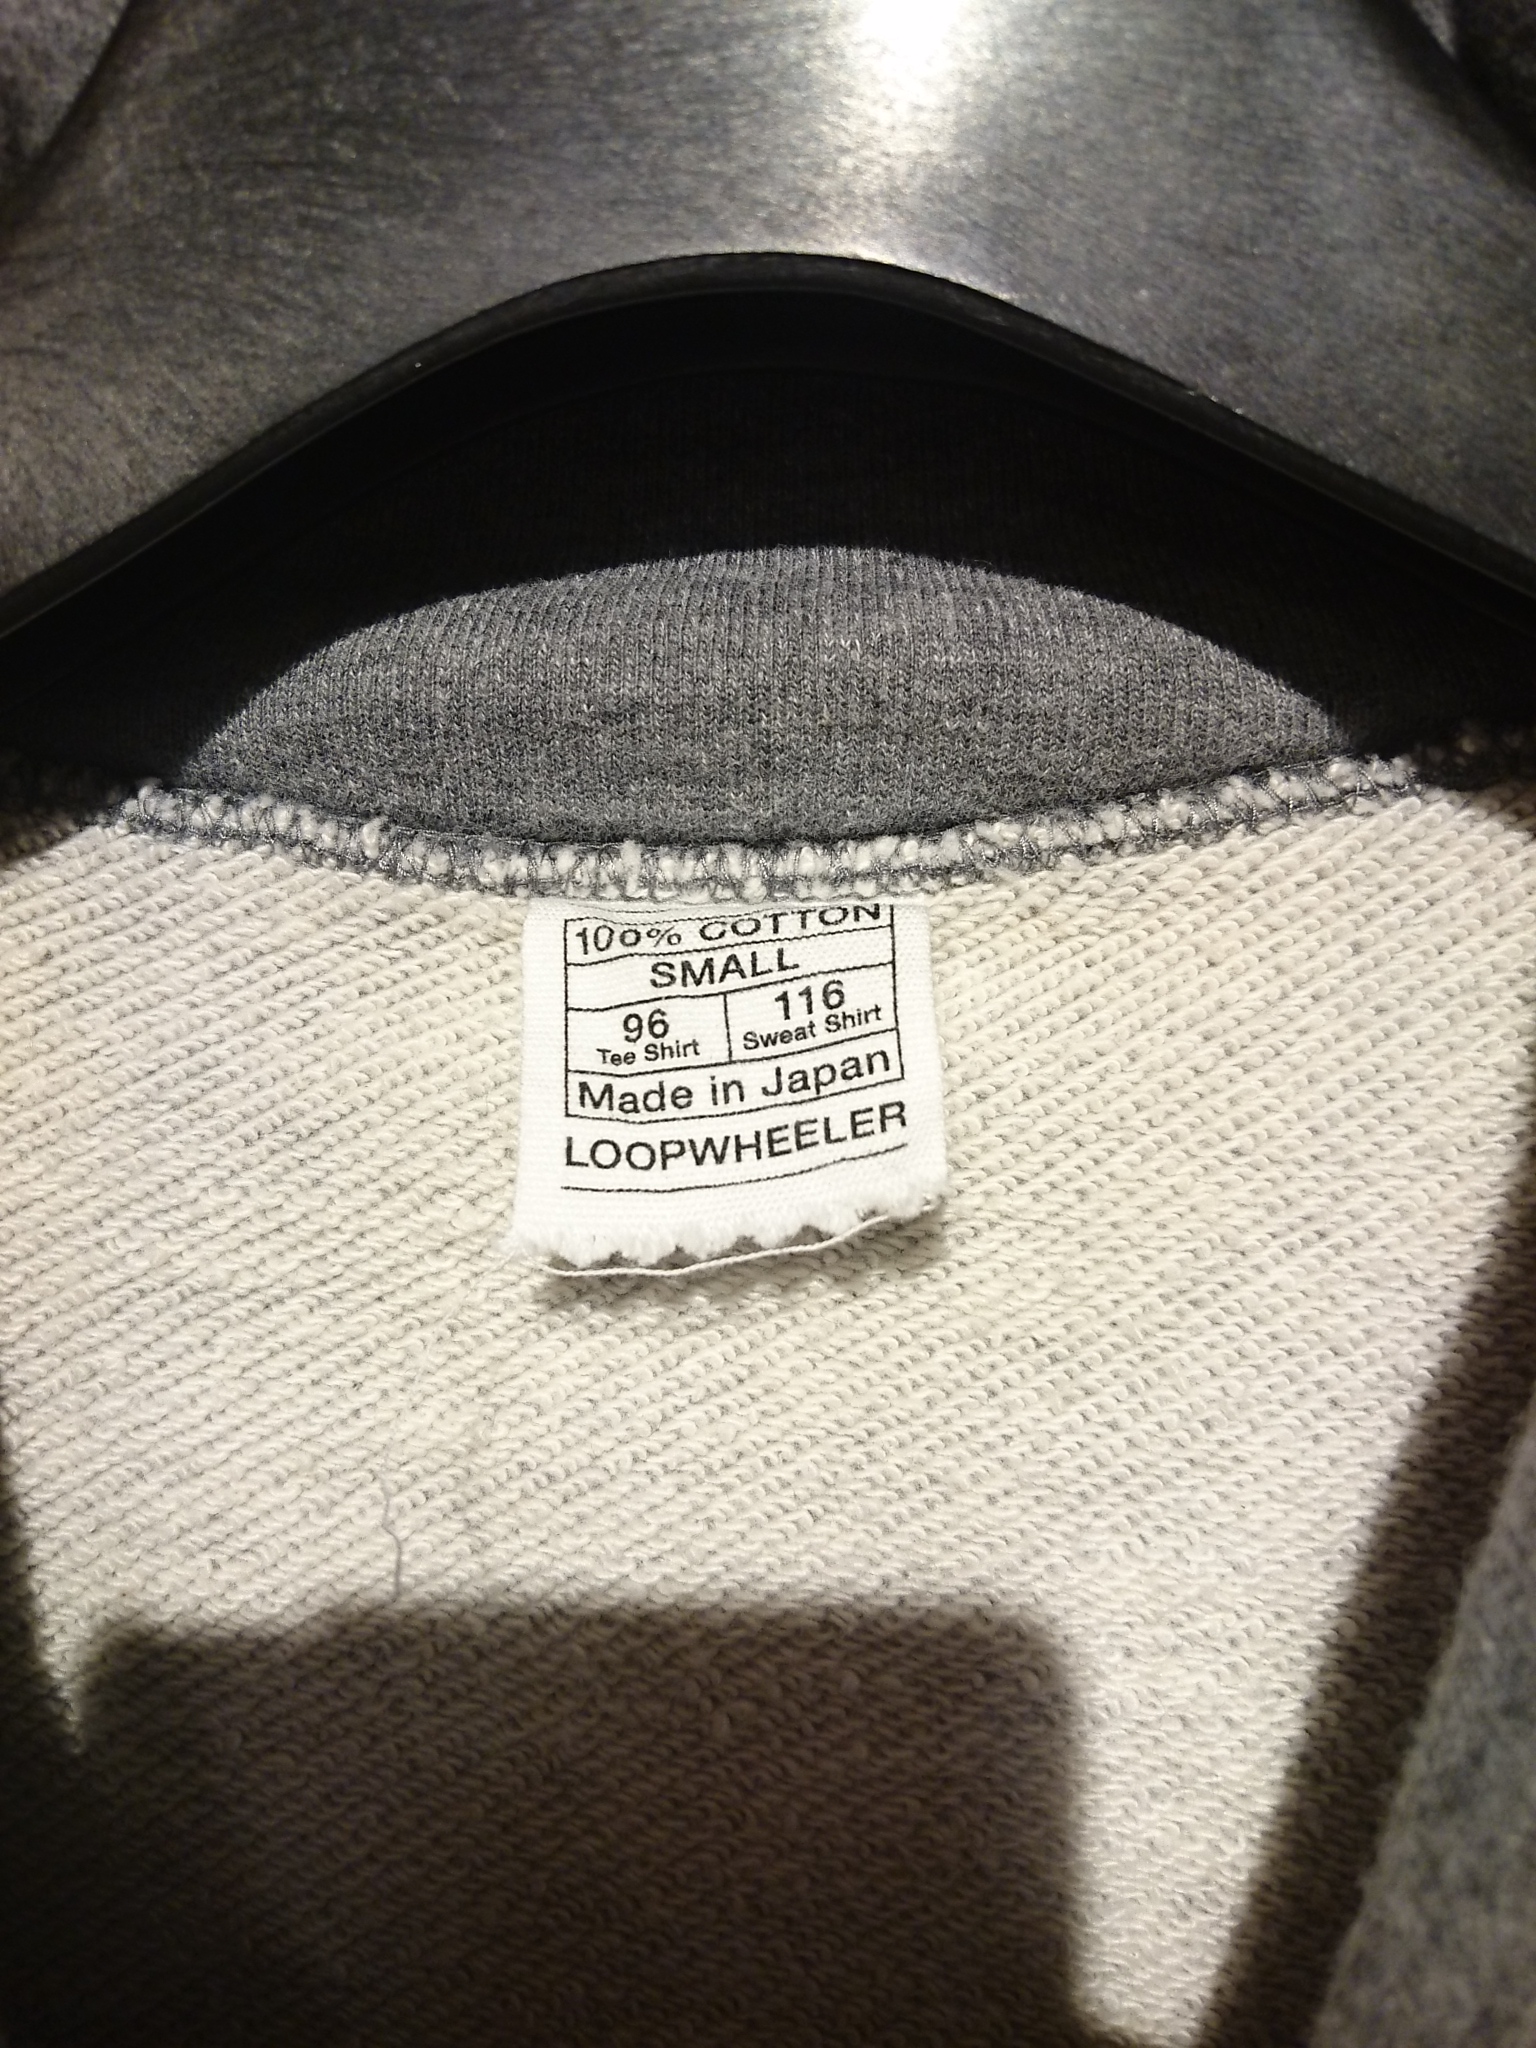 100% COTTON
SMALL
96 116
Tee Shirt Sweat Shirt
Made in Japan
LOOPWHEELER